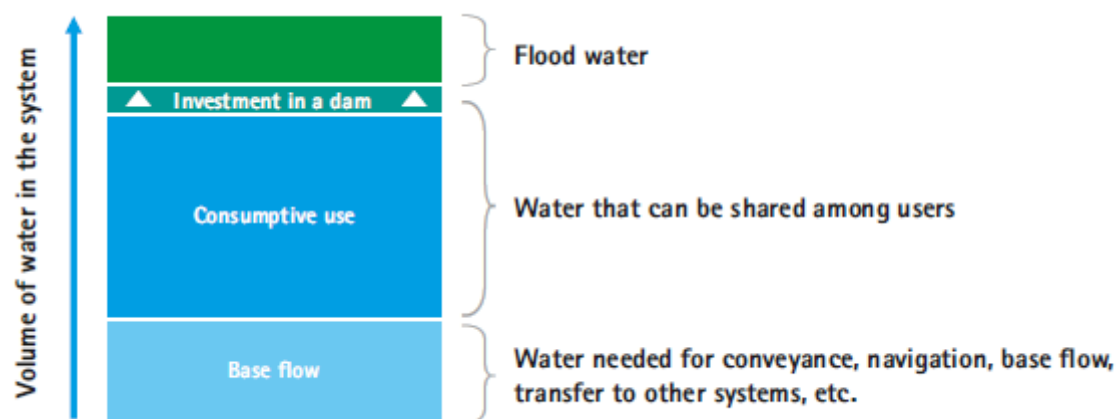 Volume of water in the system
Flood water
Investment in a dam
Consumptive use
Water that can be shared among users
Base flow
Water needed for conveyance, navigation, base flow,
transfer to other systems, etc.